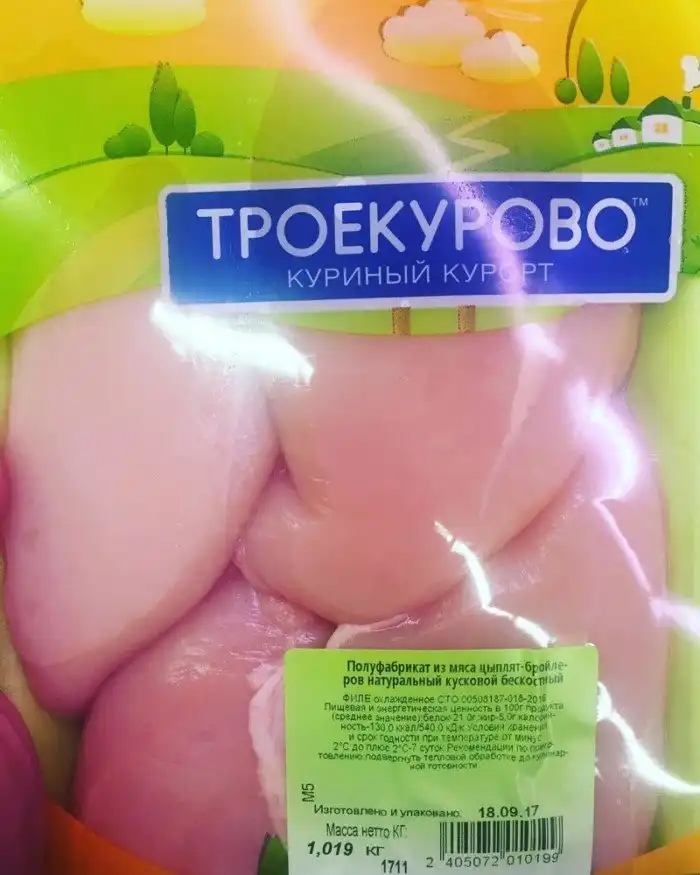 ТРОЕКУРОВО™
КУРИНЫЙ КУРОРТ
Полуфабрикат из мяса цыплят-бройле-
ров натуральный кусковой бескостный
ФИЛЕ охлажденное СТО 00508187-018-2016
Пищевая и энергетическая ценность в 100г продукта
(среднее значение):белок-21,0г,жир-5,0г калорий-
ность-130,0 ккал/540,0 кДж Условия хранения
и срок годности при температуре от минус
2°С до плюс 2°С-7 суток Рекомендации по приго-
товлению:подвергнуть тепловой обработке до кулинар-
ной готовности
М5
Изготовлено и упаковано: 18.09.17
Масса нетто КГ:
1,019 кг
1711
2 405072 010199